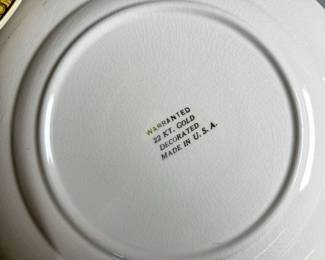 WARRANTED
22 KT. GOLD
DECORATED
MADE IN U. S. A.